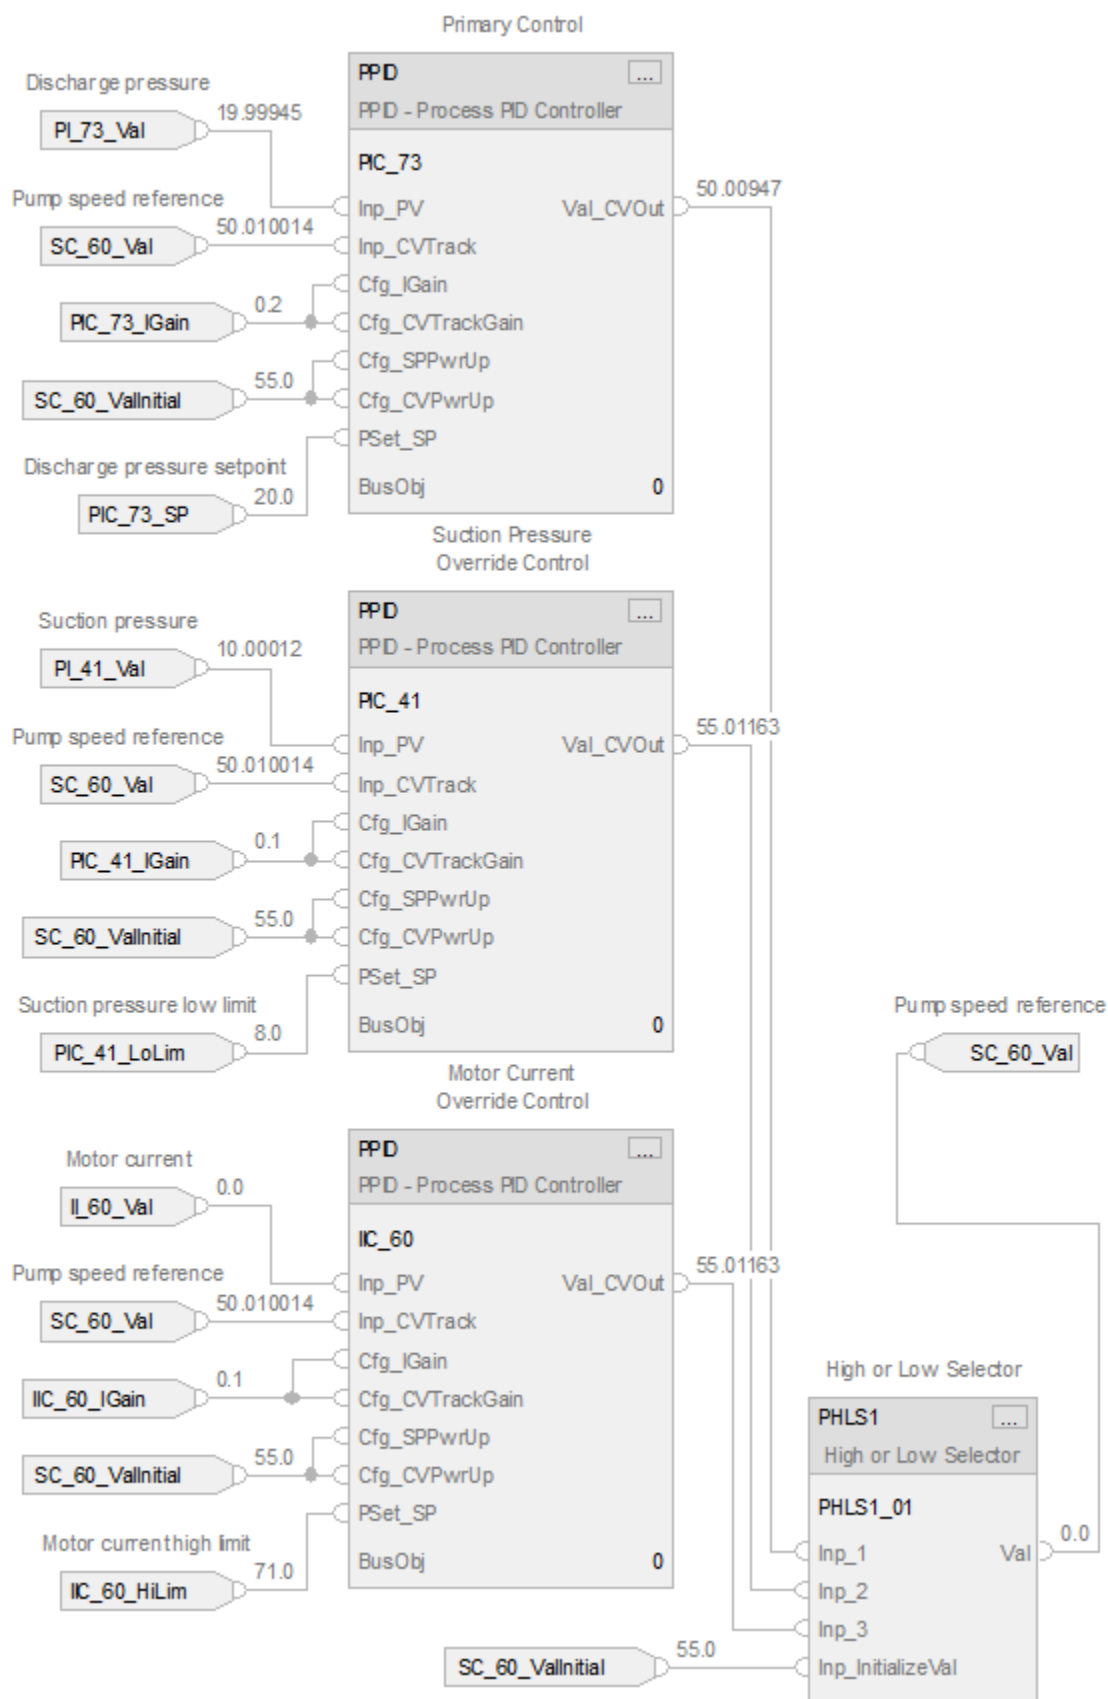 Primary Control
PPID
...
PPID - Process PID Controller
Discharge pressure
PI_73_Val
19.99945
PIC_73
Pump speed reference
SC_60_Val
50.010014
Inp_PV
Val_CVOut
50.00947
Inp_CVTrack
PIC_73_IGain
0.2
Cfg_IGain
Cfg_CVTrackGain
SC_60_ValInitial
55.0
Cfg_SPPwrUp
Cfg_CVPwrUp
PSet_SP
Discharge pressure setpoint
PIC_73_SP
20.0
BusObj
0
Suction Pressure
Override Control
PPID
...
PPID - Process PID Controller
Suction pressure
PI_41_Val
10.00012
PIC_41
Pump speed reference
SC_60_Val
50.010014
Inp_PV
Val_CVOut
55.01163
Inp_CVTrack
PIC_41_IGain
0.1
Cfg_IGain
Cfg_CVTrackGain
SC_60_ValInitial
55.0
Cfg_SPPwrUp
Cfg_CVPwrUp
PSet_SP
Suction pressure low limit
PIC_41_LoLim
8.0
BusObj
0
Pump speed reference
SC_60_Val
Motor Current
Override Control
PPID
...
PPID - Process PID Controller
Motor current
II_60_Val
0.0
IIC_60
Pump speed reference
SC_60_Val
50.010014
Inp_PV
Val_CVOut
55.01163
Inp_CVTrack
IIC_60_IGain
0.1
Cfg_IGain
Cfg_CVTrackGain
SC_60_ValInitial
55.0
Cfg_SPPwrUp
Cfg_CVPwrUp
PSet_SP
Motor current high limit
IIC_60_HiLim
71.0
BusObj
0
High or Low Selector
PHLS1
...
High or Low Selector
PHLS1_01
Inp_1
Val
0.0
Inp_2
Inp_3
SC_60_ValInitial
55.0
Inp_InitializeVal